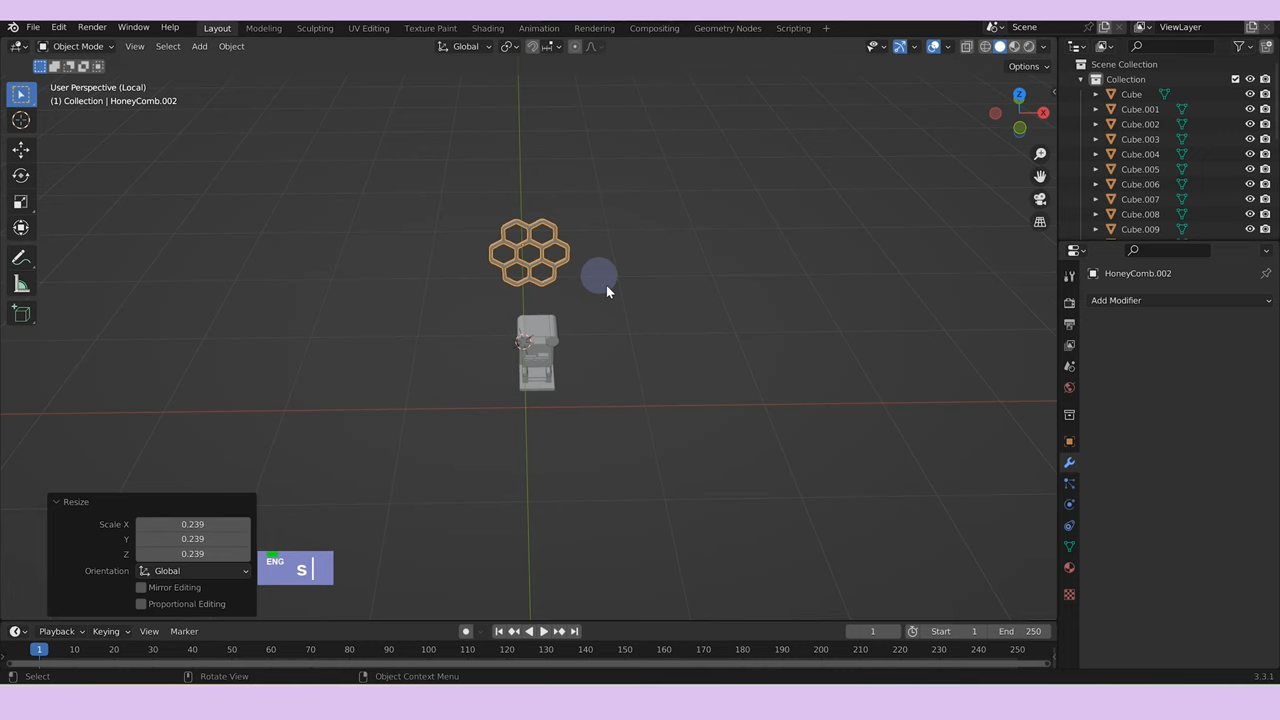 File Edit Render Window Help Layout Modeling Sculpting UV Editing Texture Paint Shading Animation Rendering Compositing Geometry Nodes Scripting + Scene ViewLayer
Object Mode View Select Add Object Global
Options
User Perspective (Local)
(1) Collection | HoneyComb.002
Z
X
Y
Scene Collection
Collection
Cube
Cube.001
Cube.002
Cube.003
Cube.004
Cube.005
Cube.006
Cube.007
Cube.008
Cube.009
HoneyComb.002
Add Modifier
Resize
Scale X 0.239
Y 0.239
Z 0.239
Orientation Global
Mirror Editing
Proportional Editing
ENG
s
Playback Keying View Marker 1 Start 1 End 250
1 10 20 30 40 50 60 70 80 90 100 110 120 130 140 150 160 170 180 190 200 210 220 230 240 250
Select Rotate View Object Context Menu 3.3.1